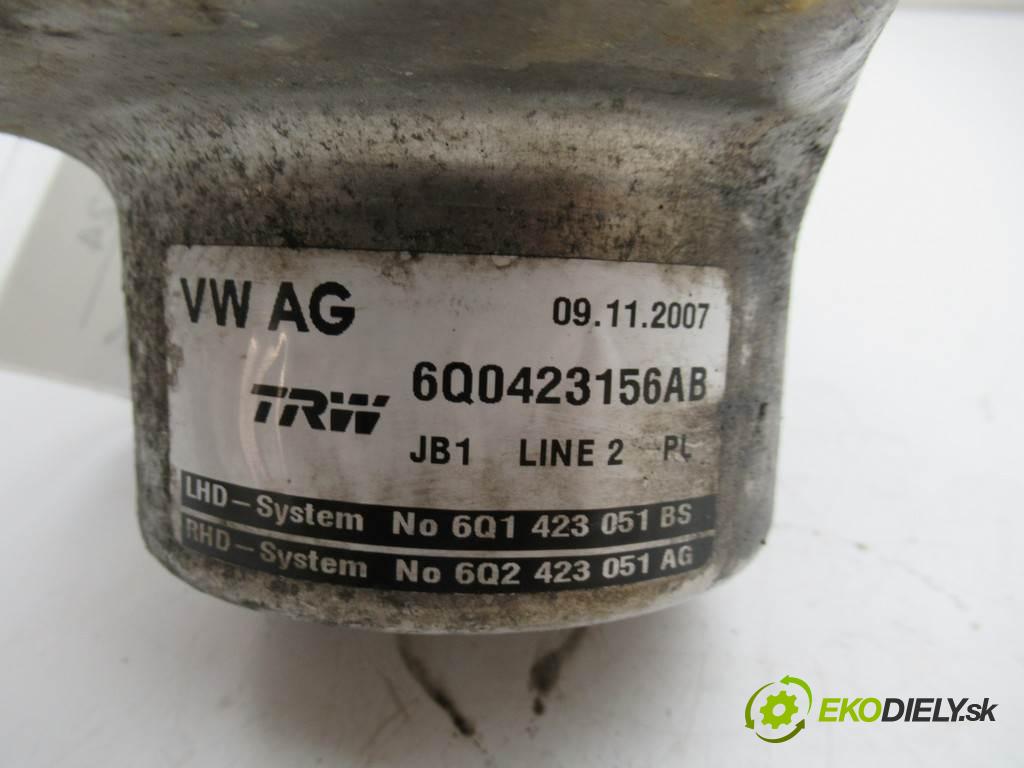 VW AG 09.11.2007
TRW 6Q0423156AB
JB1 LINE 2 PL
LHD-System No 6Q1 423 051 BS
RHD-System No 6Q2 423 051 AG
EKODIELY.sk